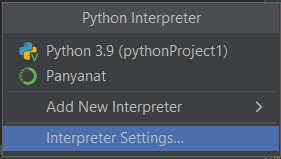 Python Interpreter
Python 3.9 (pythonProject1)
Panyanat
Add New Interpreter
Interpreter Settings...